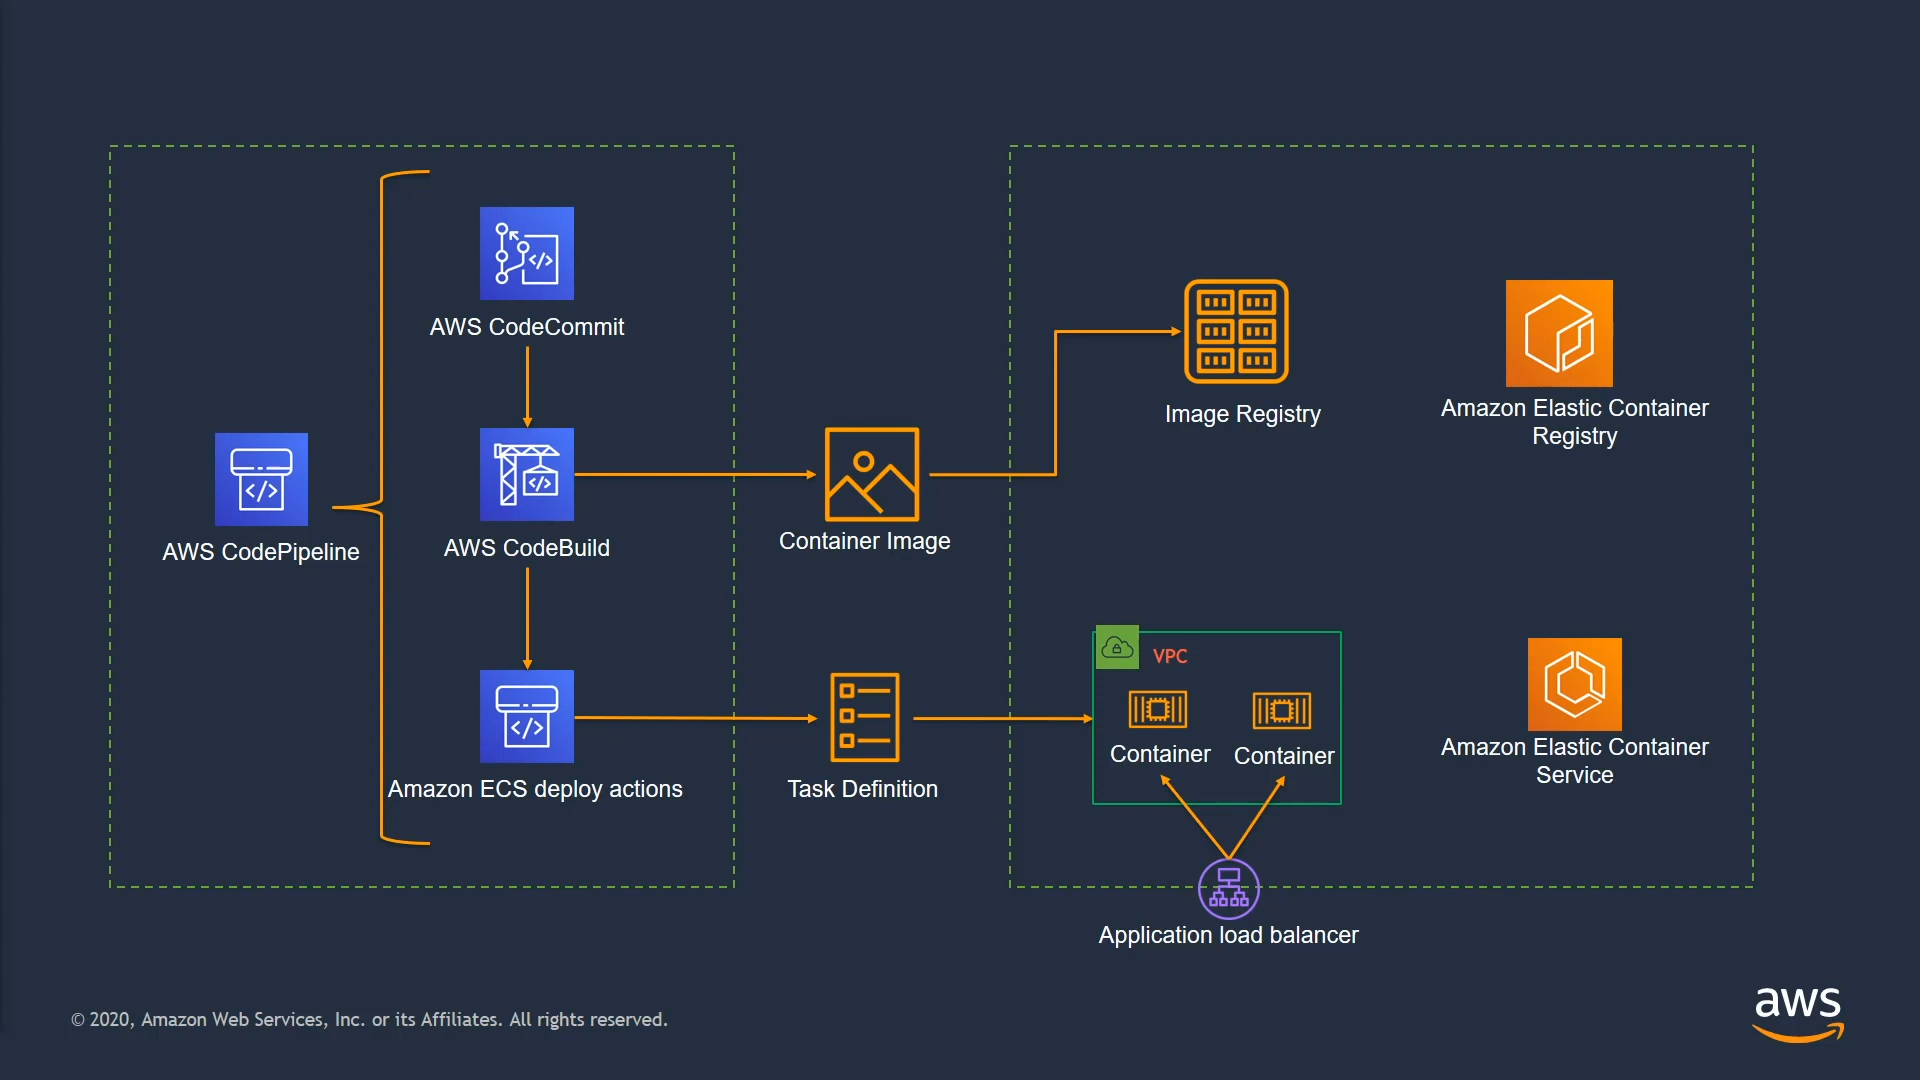 AWS CodeCommit
AWS CodePipeline
AWS CodeBuild
Amazon ECS deploy actions
Container Image
Task Definition
Image Registry
Amazon Elastic Container
Registry
VPC
Container
Container
Amazon Elastic Container
Service
Application load balancer
© 2020, Amazon Web Services, Inc. or its Affiliates. All rights reserved.
aws